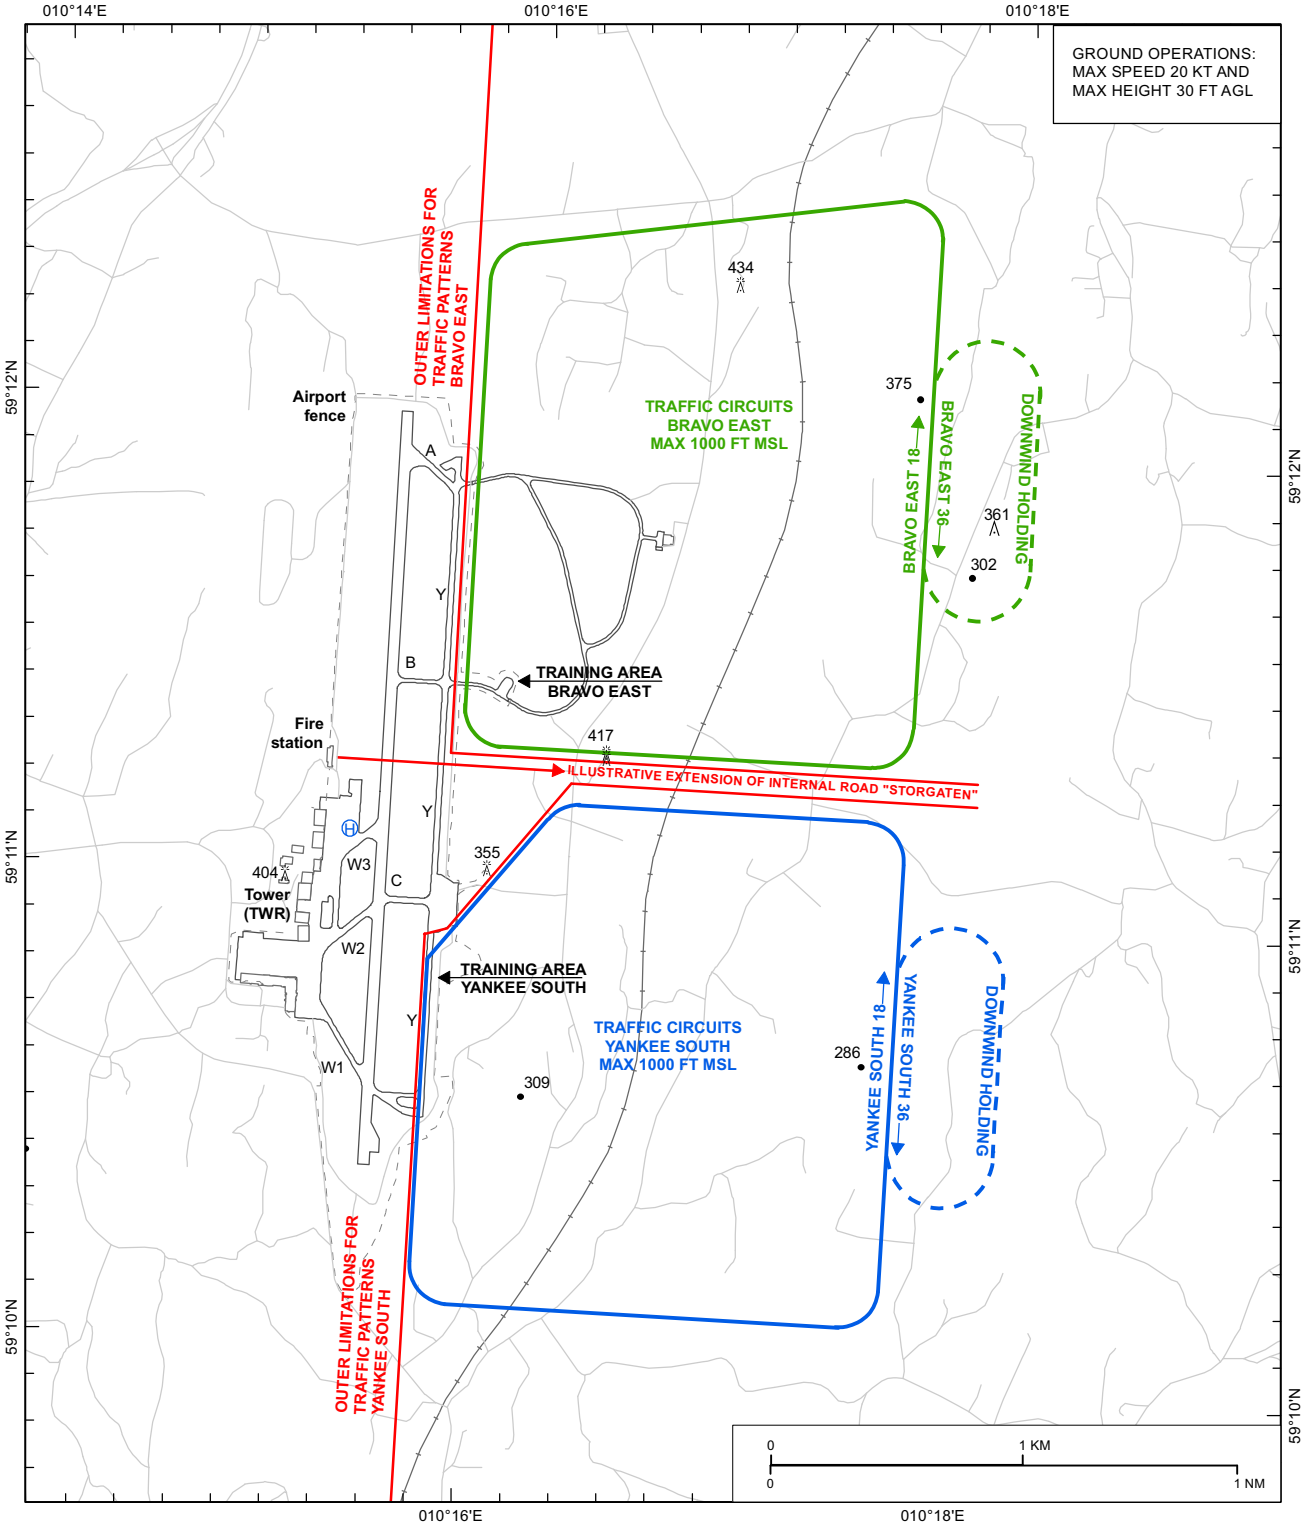 010°14'E
010°16'E
010°18'E
GROUND OPERATIONS:
MAX SPEED 20 KT AND
MAX HEIGHT 30 FT AGL
OUTER LIMITATIONS FOR
TRAFFIC PATTERNS
BRAVO EAST
434
59°12'N
Airport
fence
375
TRAFFIC CIRCUITS
BRAVO EAST
MAX 1000 FT MSL
BRAVO EAST 18
BRAVO EAST 36
DOWNWIND HOLDING
A
59°12'N
361
302
Y
B
TRAINING AREA
BRAVO EAST
Fire
station
417
ILLUSTRATIVE EXTENSION OF INTERNAL ROAD "STORGATEN"
Y
H
59°11'N
355
W3
404
C
Tower
(TWR)
W2
59°11'N
TRAINING AREA
YANKEE SOUTH
Y
TRAFFIC CIRCUITS
YANKEE SOUTH
MAX 1000 FT MSL
YANKEE SOUTH 18
YANKEE SOUTH 36
DOWNWIND HOLDING
286
W1
309
OUTER LIMITATIONS FOR
TRAFFIC PATTERNS
YANKEE SOUTH
59°10'N
59°10'N
0
1 KM
0
1 NM
010°16'E
010°18'E